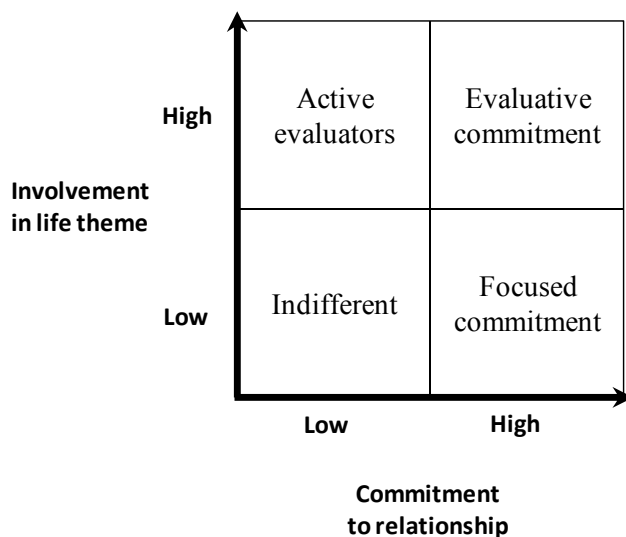 High
Active
evaluators
Evaluative
commitment
Involvement
in life theme
Low
Indifferent
Focused
commitment
Low
High
Commitment
to relationship